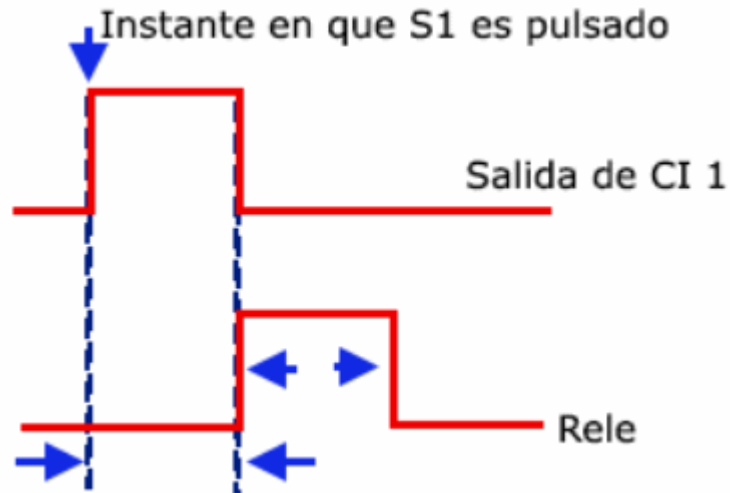 Instante en que S1 es pulsado
Salida de CI 1
Rele